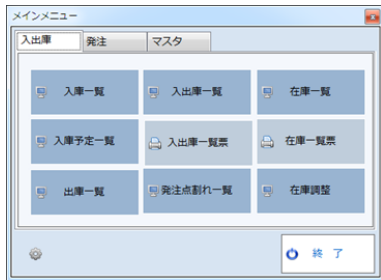 メインメニュー
入出庫 発注 マスタ
入庫一覧 入出庫一覧 在庫一覧
入庫予定一覧 入出庫一覧票 在庫一覧票
出庫一覧 発注点割れ一覧 在庫調整
終 了